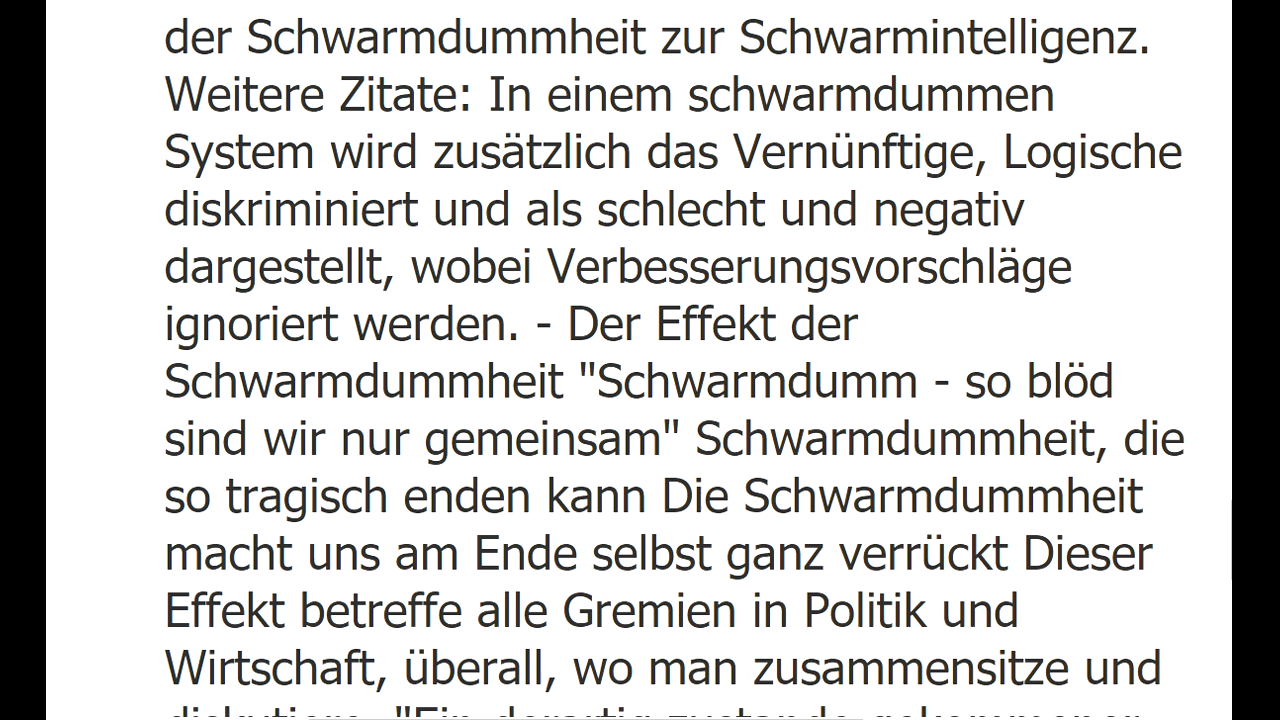 der Schwarmdummheit zur Schwarmintelligenz.
Weitere Zitate: In einem schwarmdummen
System wird zusätzlich das Vernünftige, Logische
diskriminiert und als schlecht und negativ
dargestellt, wobei Verbesserungsvorschläge
ignoriert werden. - Der Effekt der
Schwarmdummheit "Schwarmdumm - so blöd
sind wir nur gemeinsam" Schwarmdummheit, die
so tragisch enden kann Die Schwarmdummheit
macht uns am Ende selbst ganz verrückt Dieser
Effekt betreffe alle Gremien in Politik und
Wirtschaft, überall, wo man zusammensitze und